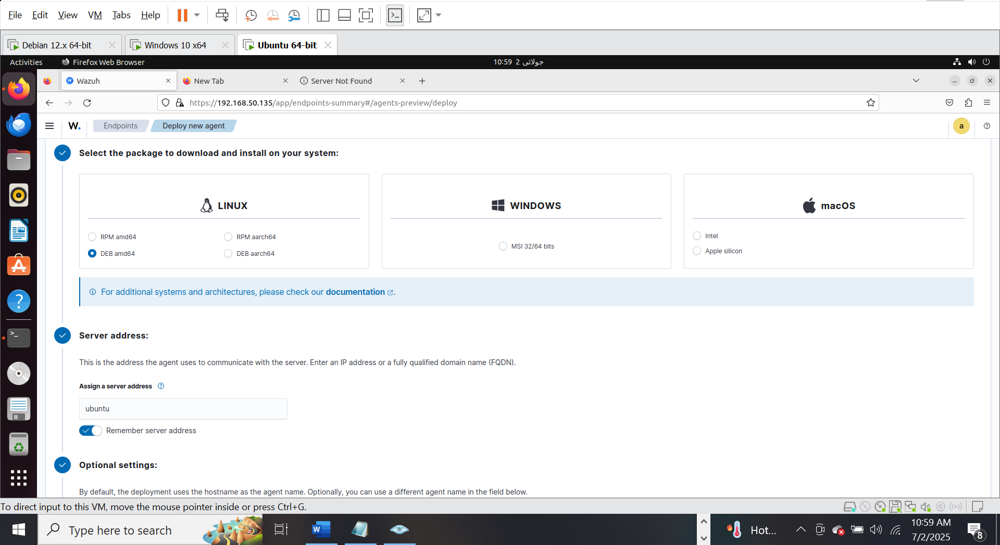 File Edit View VM Tabs Help
Debian 12.x 64-bit
Windows 10 x64
Ubuntu 64-bit
Activities
Firefox Web Browser
10:59 2 جولائی
Wazuh
New Tab
Server Not Found
https://192.168.50.135/app/endpoints-summary#/agents-preview/deploy
W.
Endpoints
Deploy new agent
a
Select the package to download and install on your system:
LINUX
RPM amd64
RPM aarch64
DEB amd64
DEB aarch64
WINDOWS
MSI 32/64 bits
macOS
Intel
Apple silicon
For additional systems and architectures, please check our documentation.
Server address:
This is the address the agent uses to communicate with the server. Enter an IP address or a fully qualified domain name (FQDN).
Assign a server address
ubuntu
Remember server address
Optional settings:
By default, the deployment uses the hostname as the agent name. Optionally, you can use a different agent name in the field below.
To direct input to this VM, move the mouse pointer inside or press Ctrl+G.
Type here to search
W
Hot...
10:59 AM
7/2/2025
8